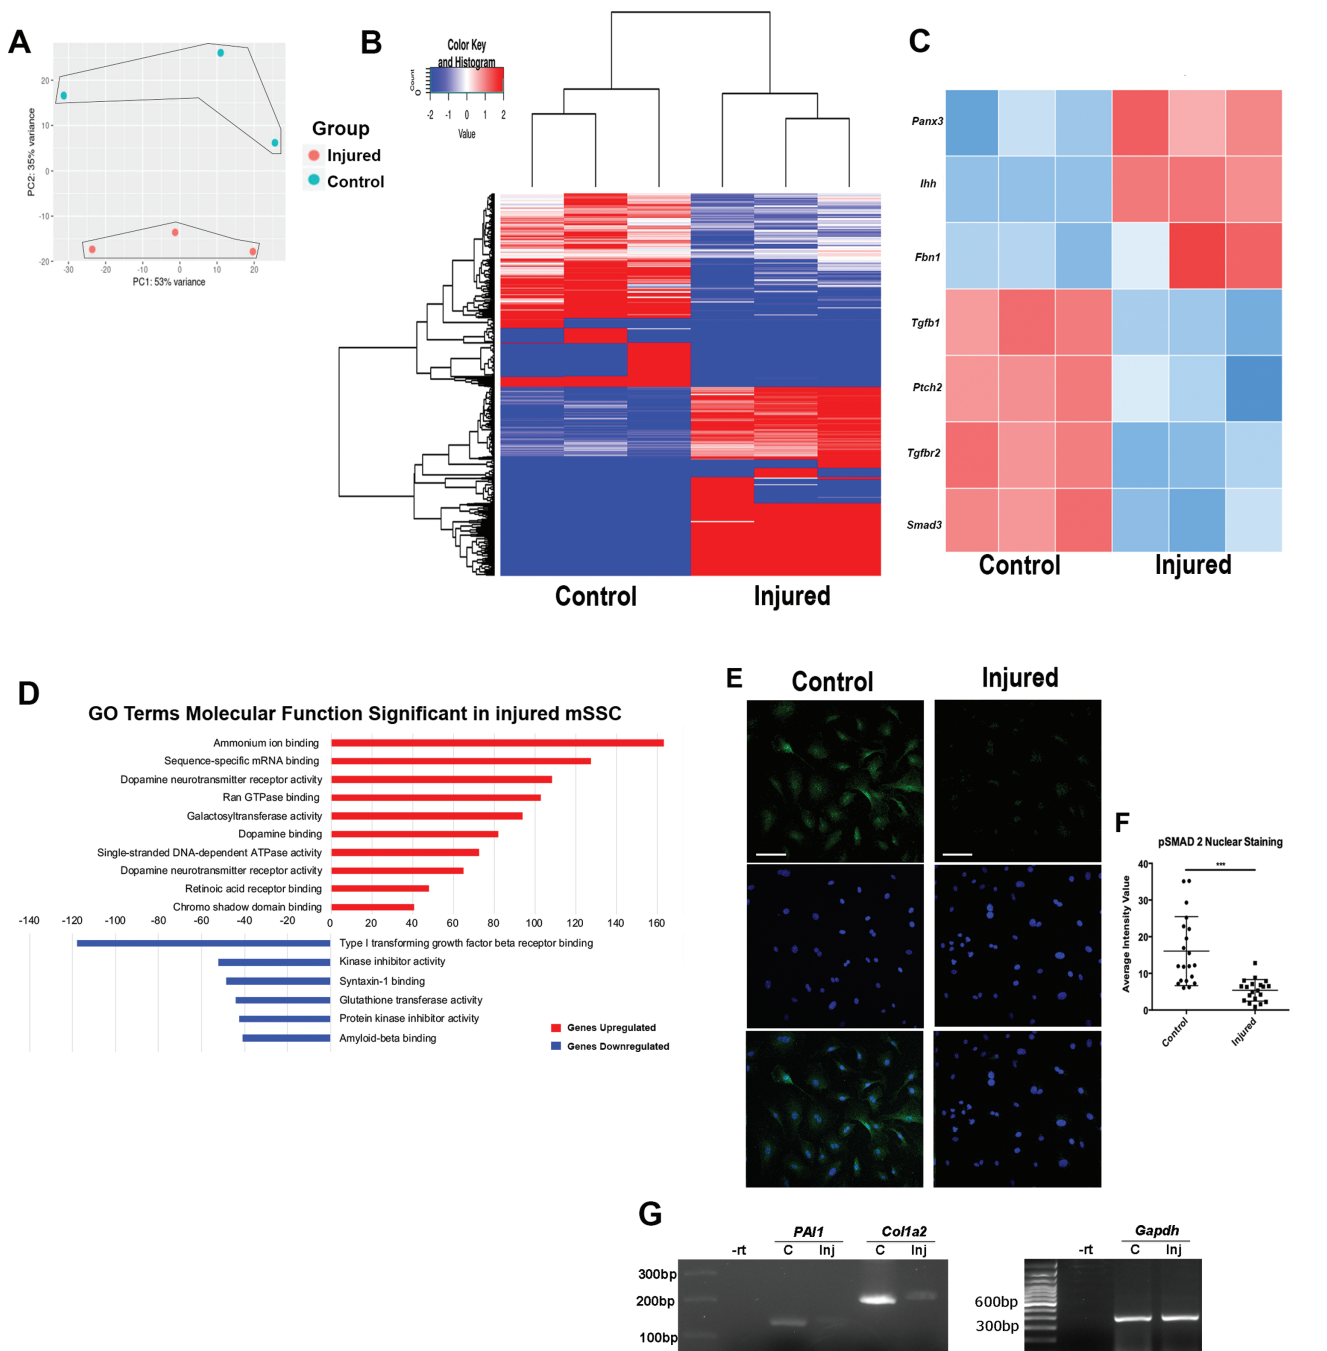 A
PC2: 35% variance
20
10
0
-10
-20
-30
-20
-10
0
10
20
PC1: 53% variance
Group
Injured
Control
B
Color Key
and Histogram
Count
0
-2
-1
0
1
2
Value
Control
Injured
C
Panx3
Ihh
Fbn1
Tgfb1
Ptch2
Tgfbr2
Smad3
Control
Injured
D
GO Terms Molecular Function Significant in injured mSSC
Ammonium ion binding
Sequence-specific mRNA binding
Dopamine neurotransmitter receptor activity
Ran GTPase binding
Galactosyltransferase activity
Dopamine binding
Single-stranded DNA-dependent ATPase activity
Dopamine neurotransmitter receptor activity
Retinoic acid receptor binding
Chromo shadow domain binding
-140 -120 -100 -80 -60 -40 -20 0 20 40 60 80 100 120 140 160
Type I transforming growth factor beta receptor binding
Kinase inhibitor activity
Syntaxin-1 binding
Glutathione transferase activity
Protein kinase inhibitor activity
Amyloid-beta binding
Genes Upregulated
Genes Downregulated
E
Control
Injured
F
pSMAD 2 Nuclear Staining
Average Intensity Value
40
30
20
10
0
***
Control
Injured
G
PAI1
Col1a2
-rt
C
Inj
C
Inj
300bp
200bp
100bp
Gapdh
-rt
C
Inj
600bp
300bp